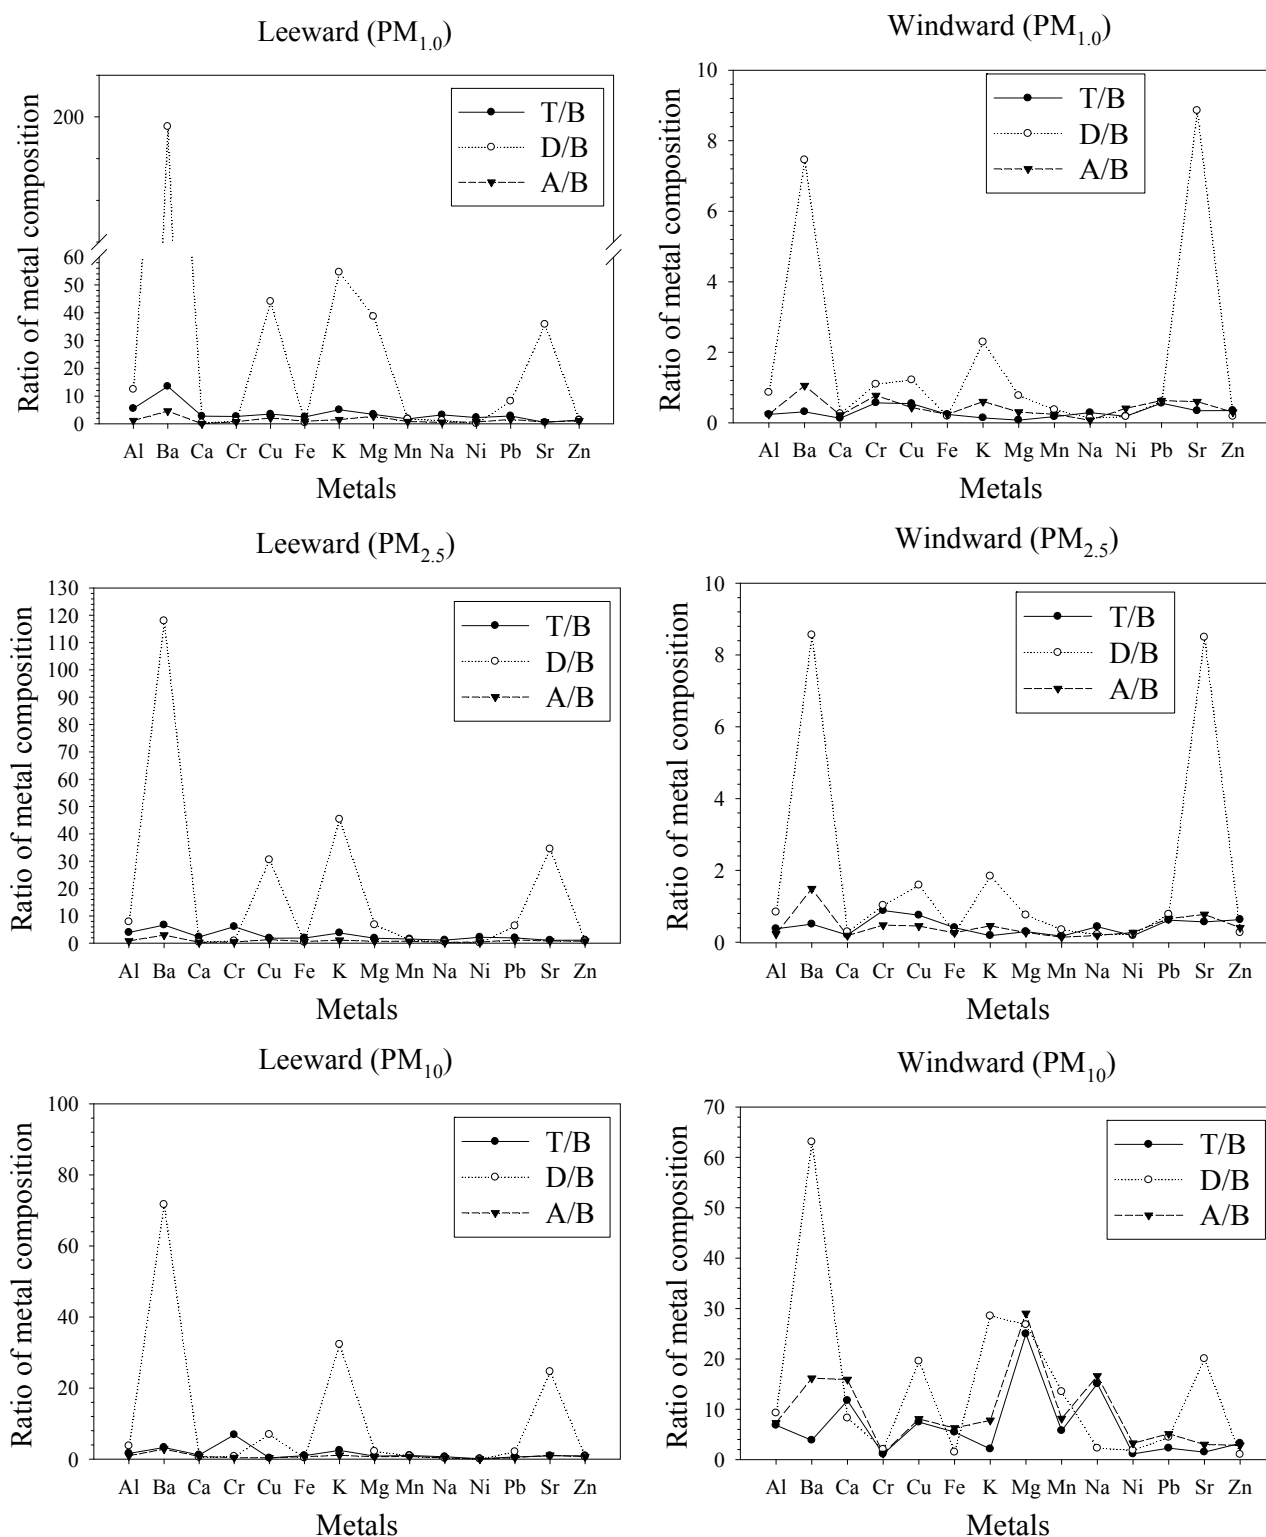 Leeward (PM1.0)
Ratio of metal composition
200
60
50
40
30
20
10
0
T/B
D/B
A/B
Al Ba Ca Cr Cu Fe K Mg Mn Na Ni Pb Sr Zn
Metals
Windward (PM1.0)
Ratio of metal composition
10
8
6
4
2
0
T/B
D/B
A/B
Al Ba Ca Cr Cu Fe K Mg Mn Na Ni Pb Sr Zn
Metals
Leeward (PM2.5)
Ratio of metal composition
130
120
110
100
90
80
70
60
50
40
30
20
10
0
T/B
D/B
A/B
Al Ba Ca Cr Cu Fe K Mg Mn Na Ni Pb Sr Zn
Metals
Windward (PM2.5)
Ratio of metal composition
10
8
6
4
2
0
T/B
D/B
A/B
Al Ba Ca Cr Cu Fe K Mg Mn Na Ni Pb Sr Zn
Metals
Leeward (PM10)
Ratio of metal composition
100
80
60
40
20
0
T/B
D/B
A/B
Al Ba Ca Cr Cu Fe K Mg Mn Na Ni Pb Sr Zn
Metals
Windward (PM10)
Ratio of metal composition
70
60
50
40
30
20
10
0
T/B
D/B
A/B
Al Ba Ca Cr Cu Fe K Mg Mn Na Ni Pb Sr Zn
Metals